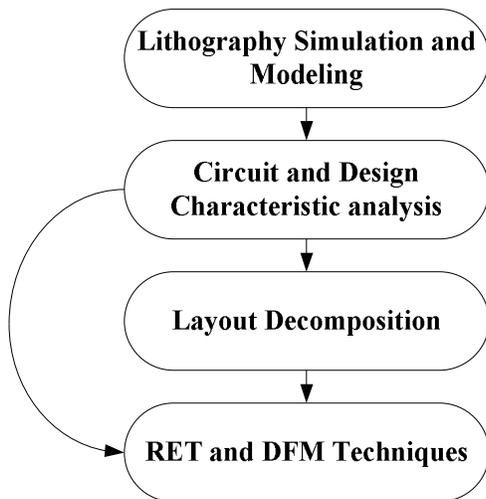 Lithography Simulation and
Modeling
Circuit and Design
Characteristic analysis
Layout Decomposition
RET and DFM Techniques